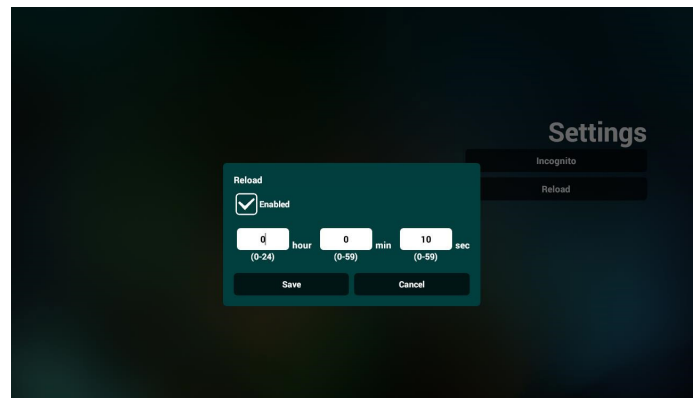 Settings
Incognito
Reload
Reload
Enabled
0 hour 0 min 10 sec
(0-24) (0-59) (0-59)
Save Cancel